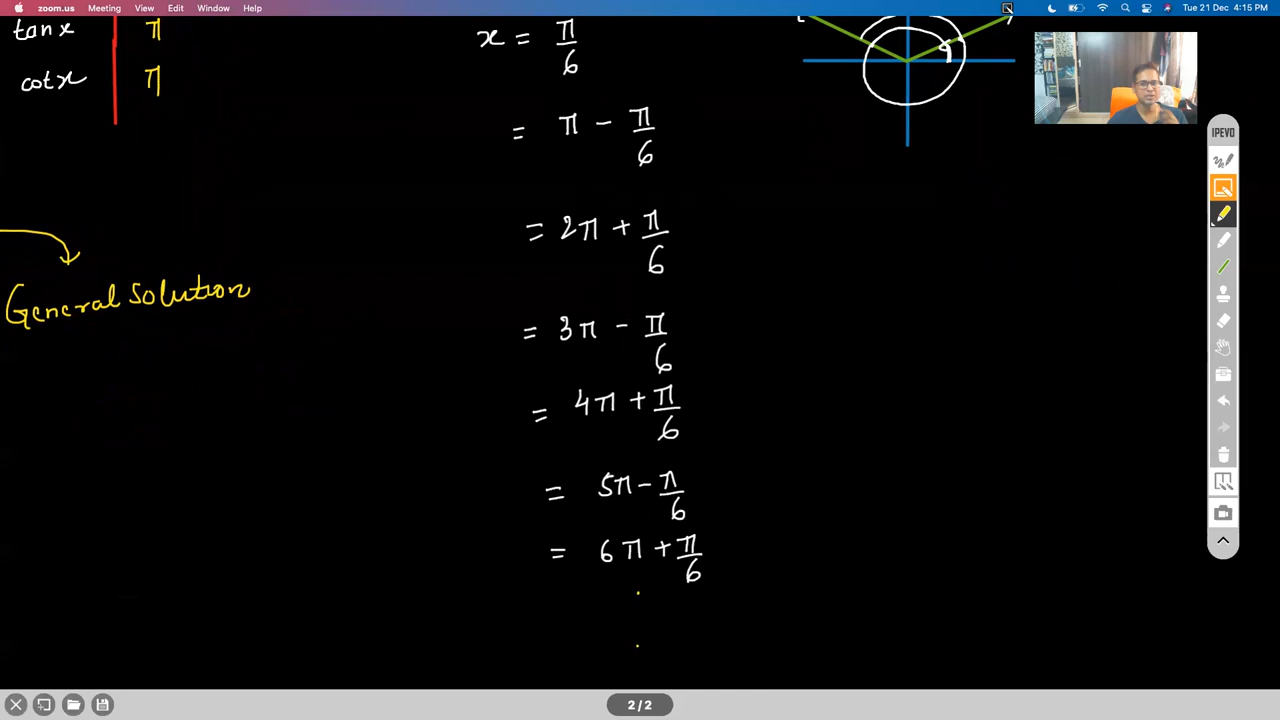 zoom.us Meeting View Edit Window Help Tue 21 Dec 4:15 PM
tan x π
cot x π
x = π/6
= π - π/6
= 2π + π/6
General Solution
= 3π - π/6
= 4π + π/6
= 5π - π/6
= 6π + π/6
.
.
IPEVO
2/2